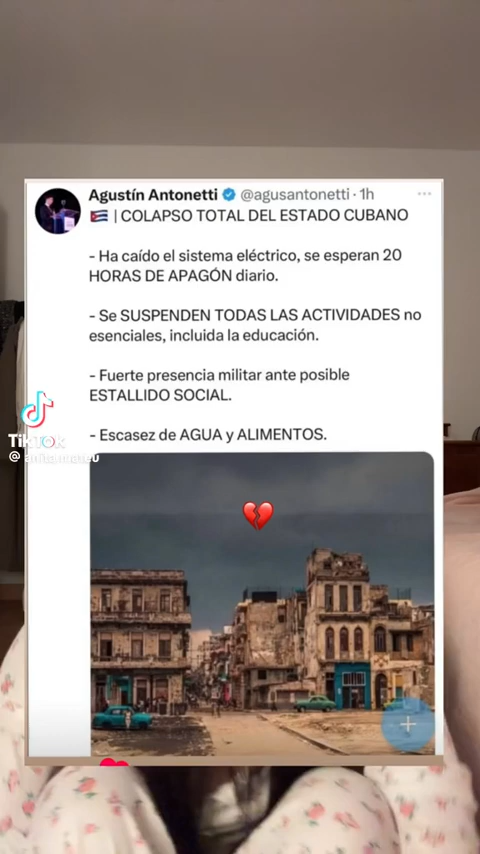 Agustín Antonetti @agusantonetti · 1h
🇨🇺 | COLAPSO TOTAL DEL ESTADO CUBANO
- Ha caído el sistema eléctrico, se esperan 20
HORAS DE APAGÓN diario.
- Se SUSPENDEN TODAS LAS ACTIVIDADES no
esenciales, incluida la educación.
- Fuerte presencia militar ante posible
ESTALLIDO SOCIAL.
- Escasez de AGUA y ALIMENTOS.
TikTok